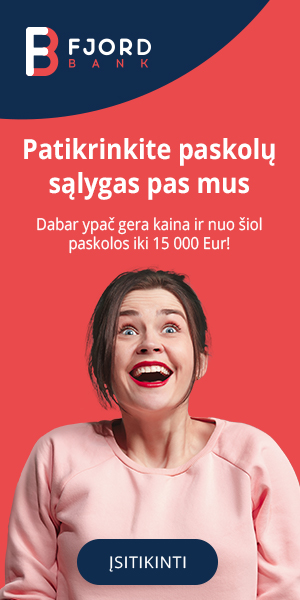 FJORD
BANK
Patikrinkite paskolų
sąlygas pas mus
Dabar ypač gera kaina ir nuo šiol
paskolos iki 15 000 Eur!
ĮSITIKINTI